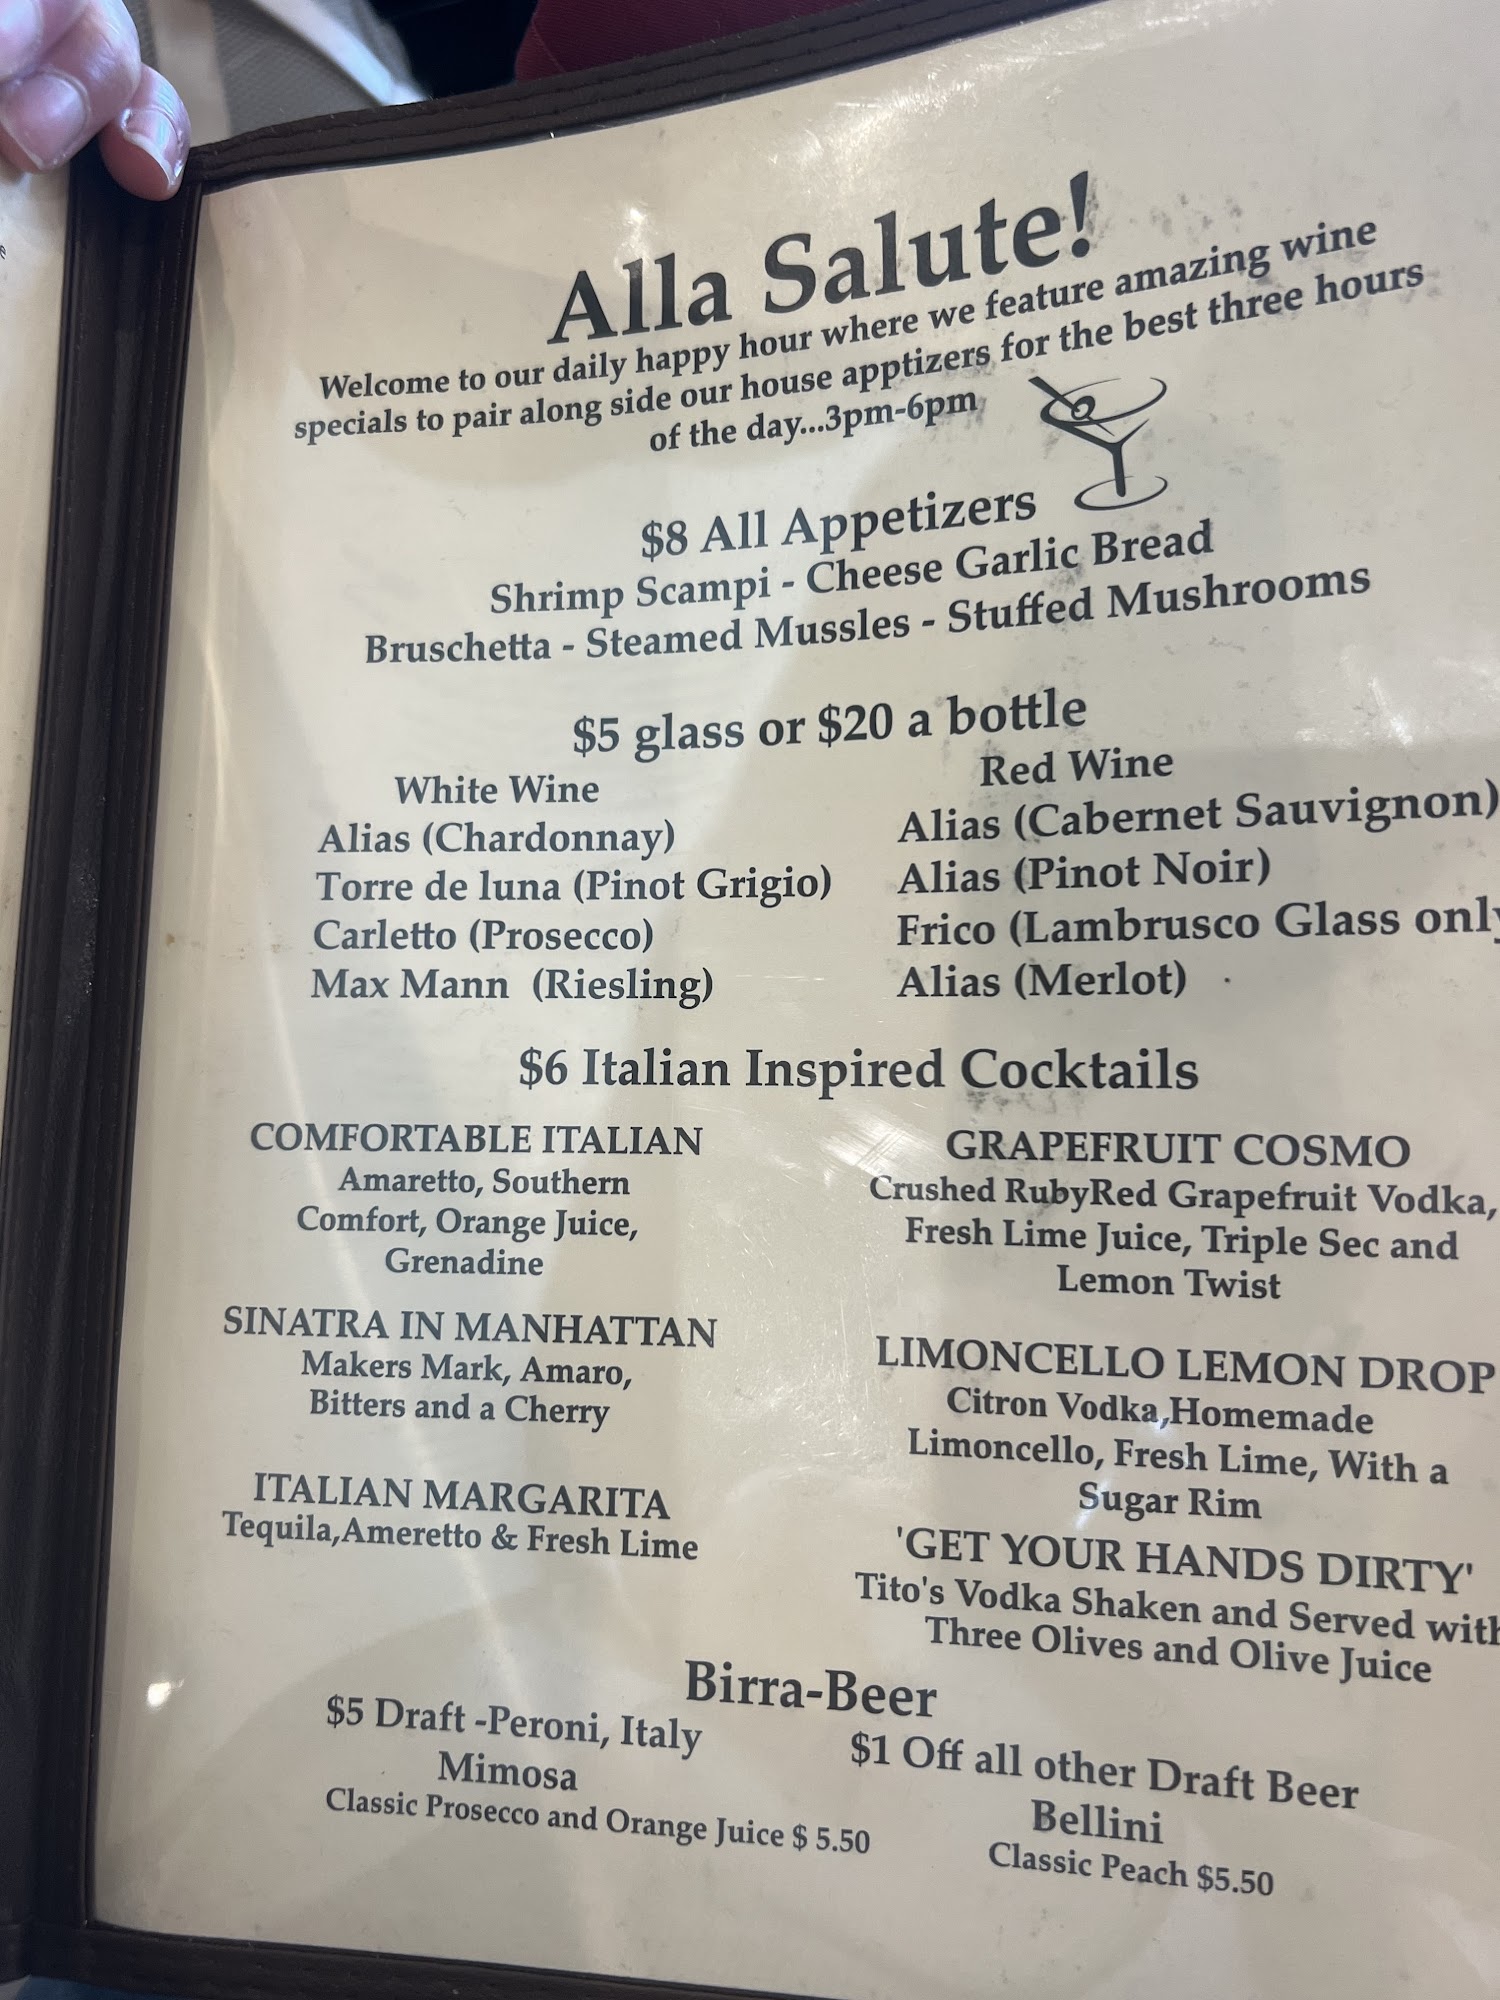 Alla Salute!
Welcome to our daily happy hour where we feature amazing wine
specials to pair along side our house apptizers for the best three hours
of the day...3pm-6pm
$8 All Appetizers
Shrimp Scampi - Cheese Garlic Bread
Bruschetta - Steamed Mussles - Stuffed Mushrooms
$5 glass or $20 a bottle
White Wine
Alias (Chardonnay)
Torre de luna (Pinot Grigio)
Carletto (Prosecco)
Max Mann (Riesling)
Red Wine
Alias (Cabernet Sauvignon)
Alias (Pinot Noir)
Frico (Lambrusco Glass only
Alias (Merlot)
$6 Italian Inspired Cocktails
COMFORTABLE ITALIAN
Amaretto, Southern
Comfort, Orange Juice,
Grenadine
SINATRA IN MANHATTAN
Makers Mark, Amaro,
Bitters and a Cherry
ITALIAN MARGARITA
Tequila,Ameretto & Fresh Lime
GRAPEFRUIT COSMO
Crushed RubyRed Grapefruit Vodka,
Fresh Lime Juice, Triple Sec and
Lemon Twist
LIMONCELLO LEMON DROP
Citron Vodka,Homemade
Limoncello, Fresh Lime, With a
Sugar Rim
'GET YOUR HANDS DIRTY'
Tito's Vodka Shaken and Served with
Three Olives and Olive Juice
Birra-Beer
$5 Draft -Peroni, Italy
Mimosa
Classic Prosecco and Orange Juice $ 5.50
$1 Off all other Draft Beer
Bellini
Classic Peach $5.50